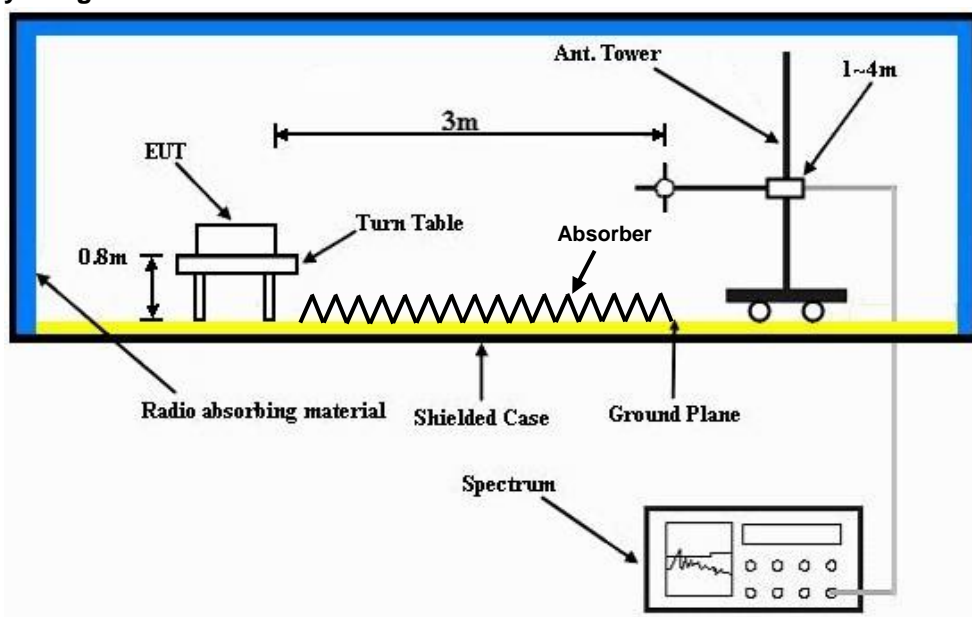 Ant. Tower
1~4m
3m
EUT
Turn Table
Absorber
0.8m
Radio absorbing material
Shielded Case
Ground Plane
Spectrum